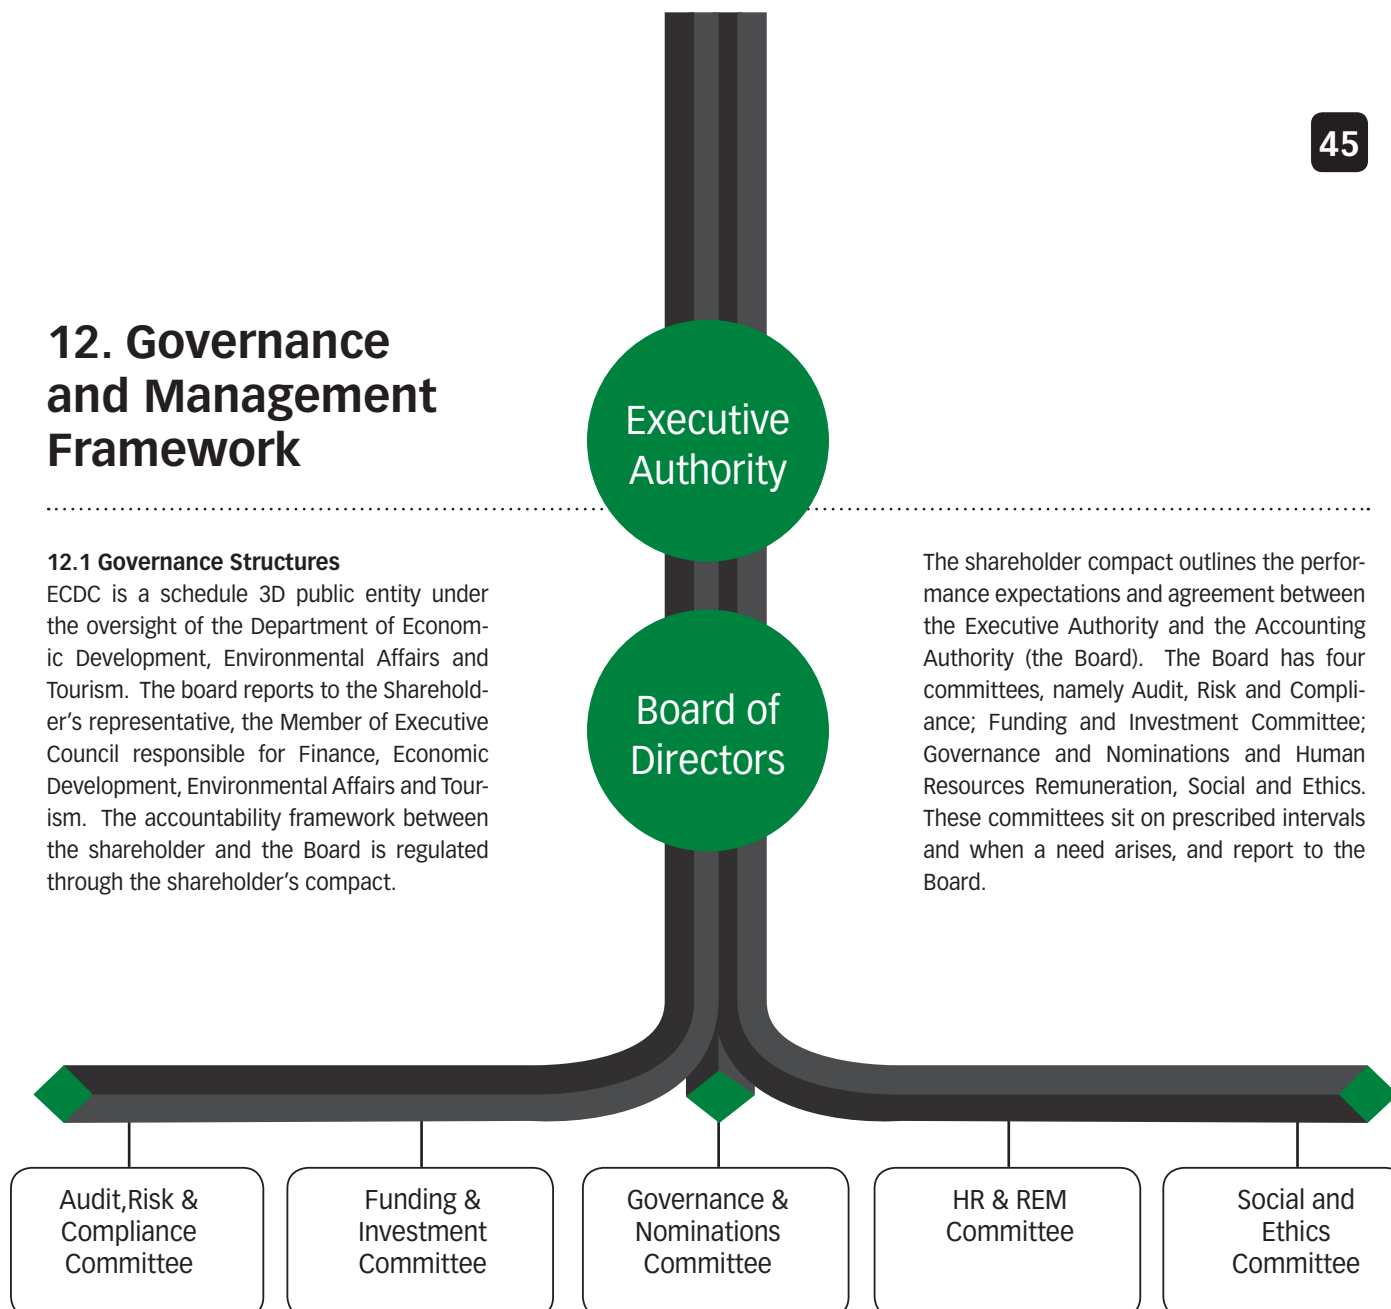 45
12. Governance
and Management
Framework
Executive
Authority
12.1 Governance Structures
ECDC is a schedule 3D public entity under
the oversight of the Department of Econom-
ic Development, Environmental Affairs and
Tourism. The board reports to the Sharehold-
er’s representative, the Member of Executive
Council responsible for Finance, Economic
Development, Environmental Affairs and Tour-
ism. The accountability framework between
the shareholder and the Board is regulated
through the shareholder’s compact.
Board of
Directors
The shareholder compact outlines the perfor-
mance expectations and agreement between
the Executive Authority and the Accounting
Authority (the Board). The Board has four
committees, namely Audit, Risk and Compli-
ance; Funding and Investment Committee;
Governance and Nominations and Human
Resources Remuneration, Social and Ethics.
These committees sit on prescribed intervals
and when a need arises, and report to the
Board.
Audit,Risk &
Compliance
Committee
Funding &
Investment
Committee
Governance &
Nominations
Committee
HR & REM
Committee
Social and
Ethics
Committee